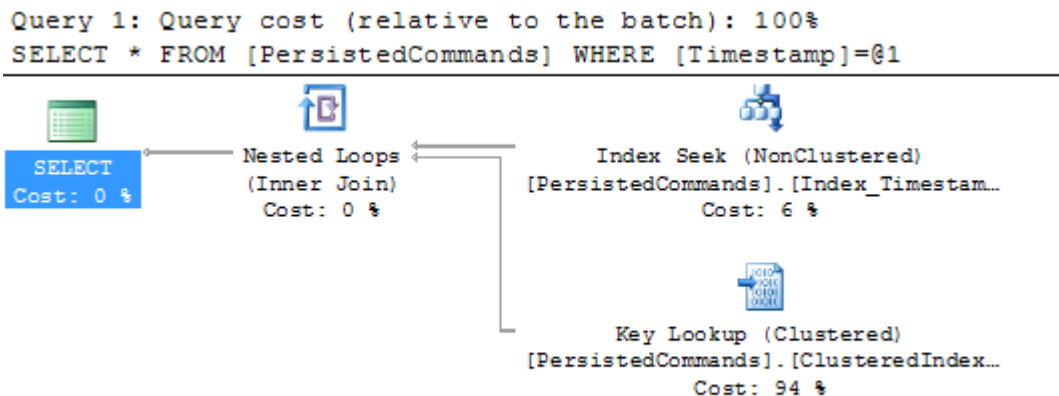 Query 1: Query cost (relative to the batch): 100%
SELECT * FROM [PersistedCommands] WHERE [Timestamp]=@1
SELECT
Cost: 0 %
Nested Loops
(Inner Join)
Cost: 0 %
Index Seek (NonClustered)
[PersistedCommands].[Index_Timestam…
Cost: 6 %
Key Lookup (Clustered)
[PersistedCommands].[ClusteredIndex…
Cost: 94 %